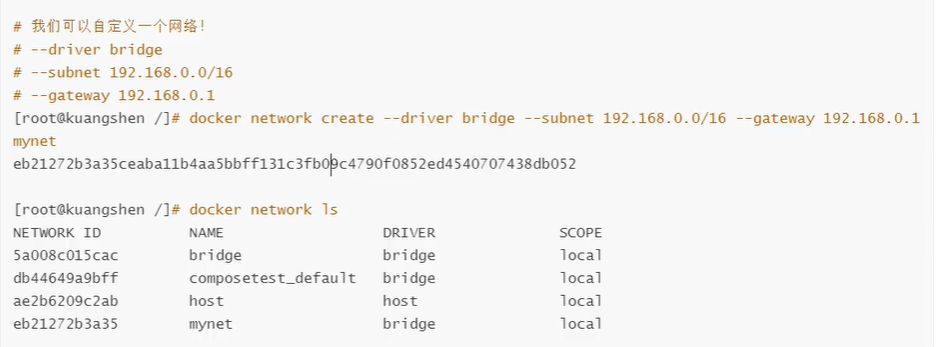 # 我们可以自定义一个网络！
# --driver bridge
# --subnet 192.168.0.0/16
# --gateway 192.168.0.1
[root@kuangshen /]# docker network create --driver bridge --subnet 192.168.0.0/16 --gateway 192.168.0.1
mynet
eb21272b3a35ceaba11b4aa5bbff131c3fb09c4790f0852ed4540707438db052
[root@kuangshen /]# docker network ls
NETWORK ID NAME DRIVER SCOPE
5a008c015cac bridge bridge local
db44649a9bff composetest_default bridge local
ae2b6209c2ab host host local
eb21272b3a35 mynet bridge local